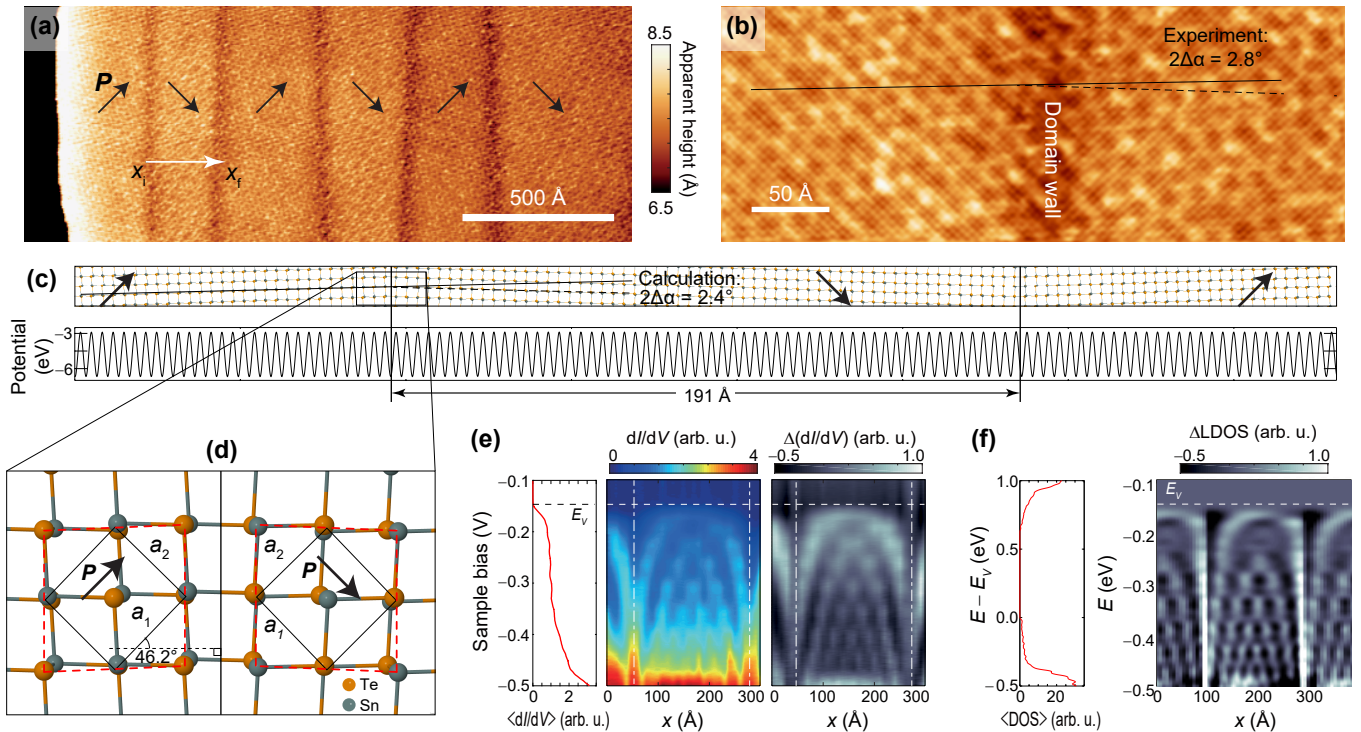 (a)
P
x_i
x_f
500 Å
8.5
Apparent height (Å)
6.5
(b)
Experiment:
2Δα = 2.8°
Domain wall
50 Å
(c)
Calculation:
2Δα = 2.4°
Potential
(eV)
−3
−6
191 Å
(d)
a₂
P
a₁
46.2°
a₂
P
a₁
Te
Sn
(e)
dI/dV (arb. u.)
0 4
Δ(dI/dV) (arb. u.)
−0.5 1.0
Sample bias (V)
−0.1
−0.2
−0.3
−0.4
−0.5
E_V
0 2
⟨dI/dV⟩ (arb. u.)
0 100 200 300
x (Å)
0 100 200 300
x (Å)
(f)
ΔLDOS (arb. u.)
−0.5 1.0
E − E_V (eV)
1.0
0.5
0.0
−0.5
0 20
⟨DOS⟩ (arb. u.)
E (eV)
−0.1
−0.2
−0.3
−0.4
−0.5
E_V
0 100 200 300
x (Å)